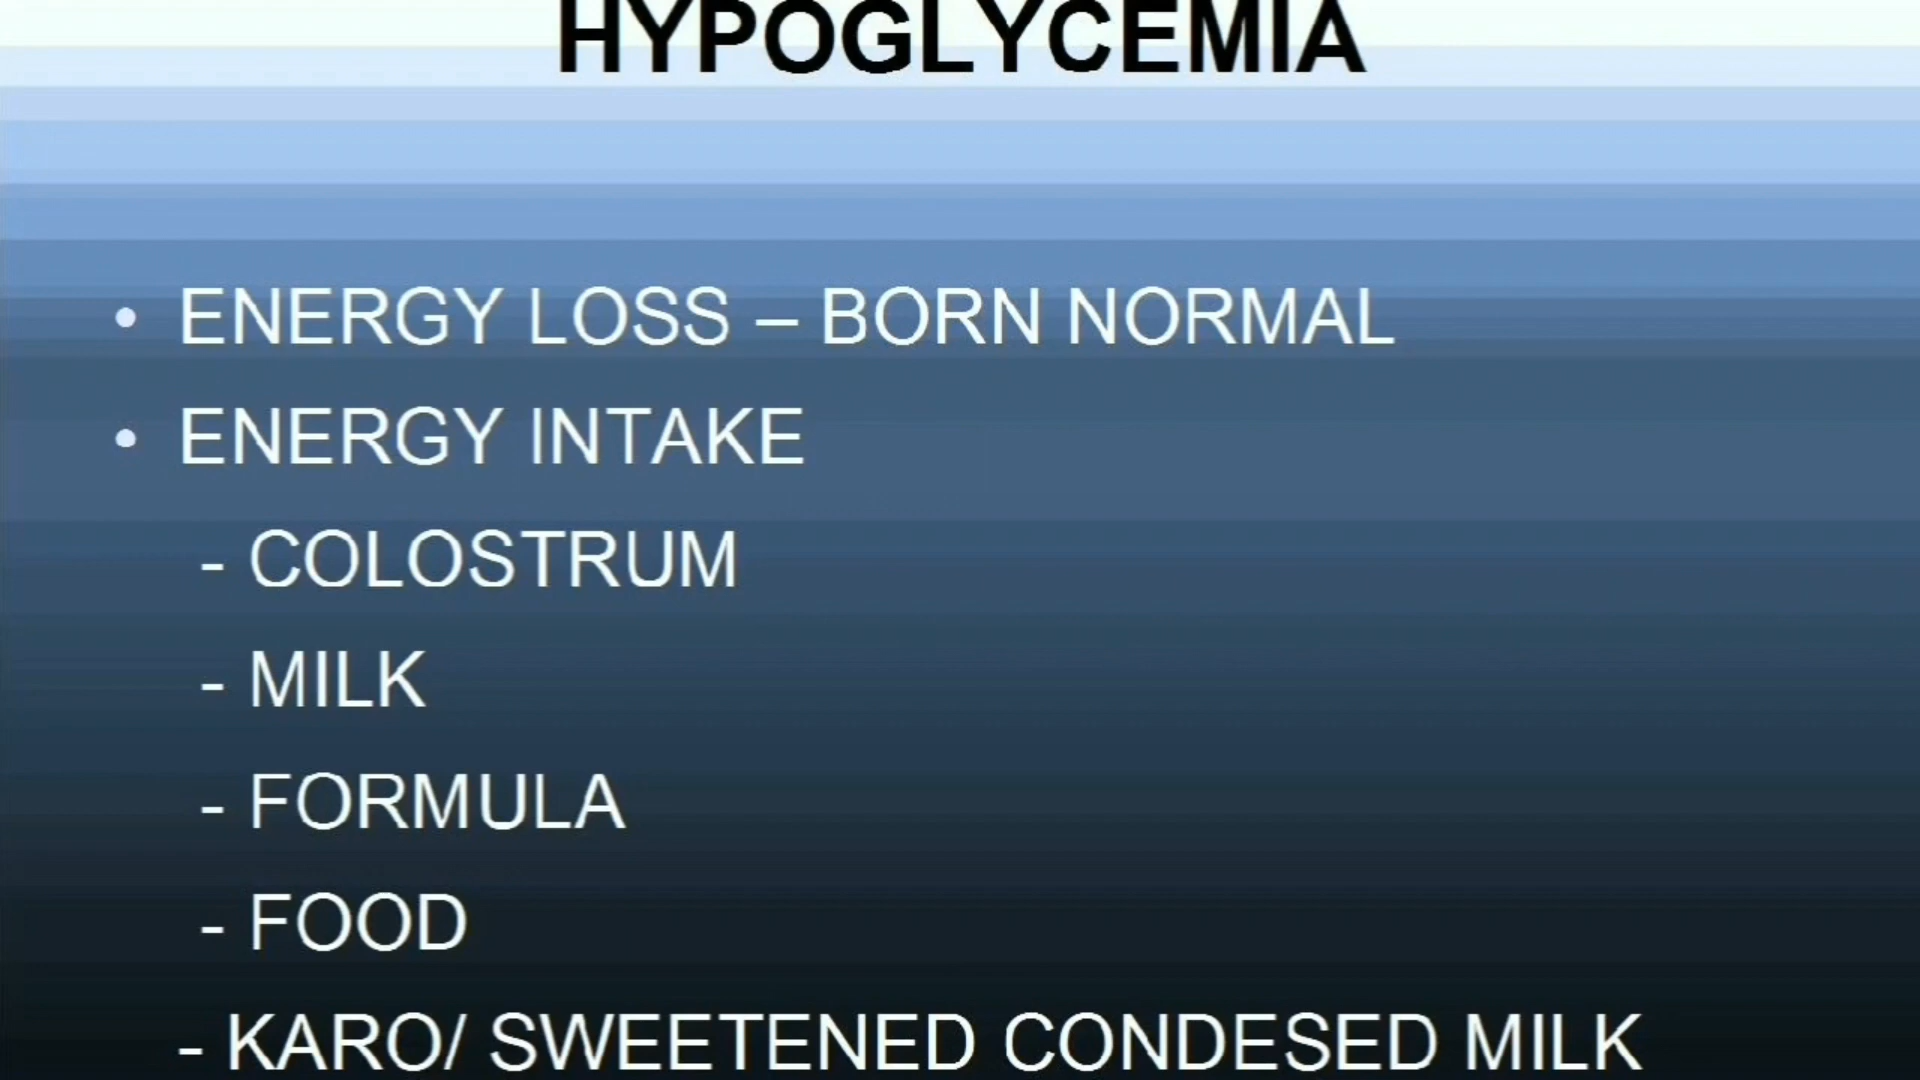 HYPOGLYCEMIA
• ENERGY LOSS – BORN NORMAL
• ENERGY INTAKE
- COLOSTRUM
- MILK
- FORMULA
- FOOD
- KARO/ SWEETENED CONDESED MILK